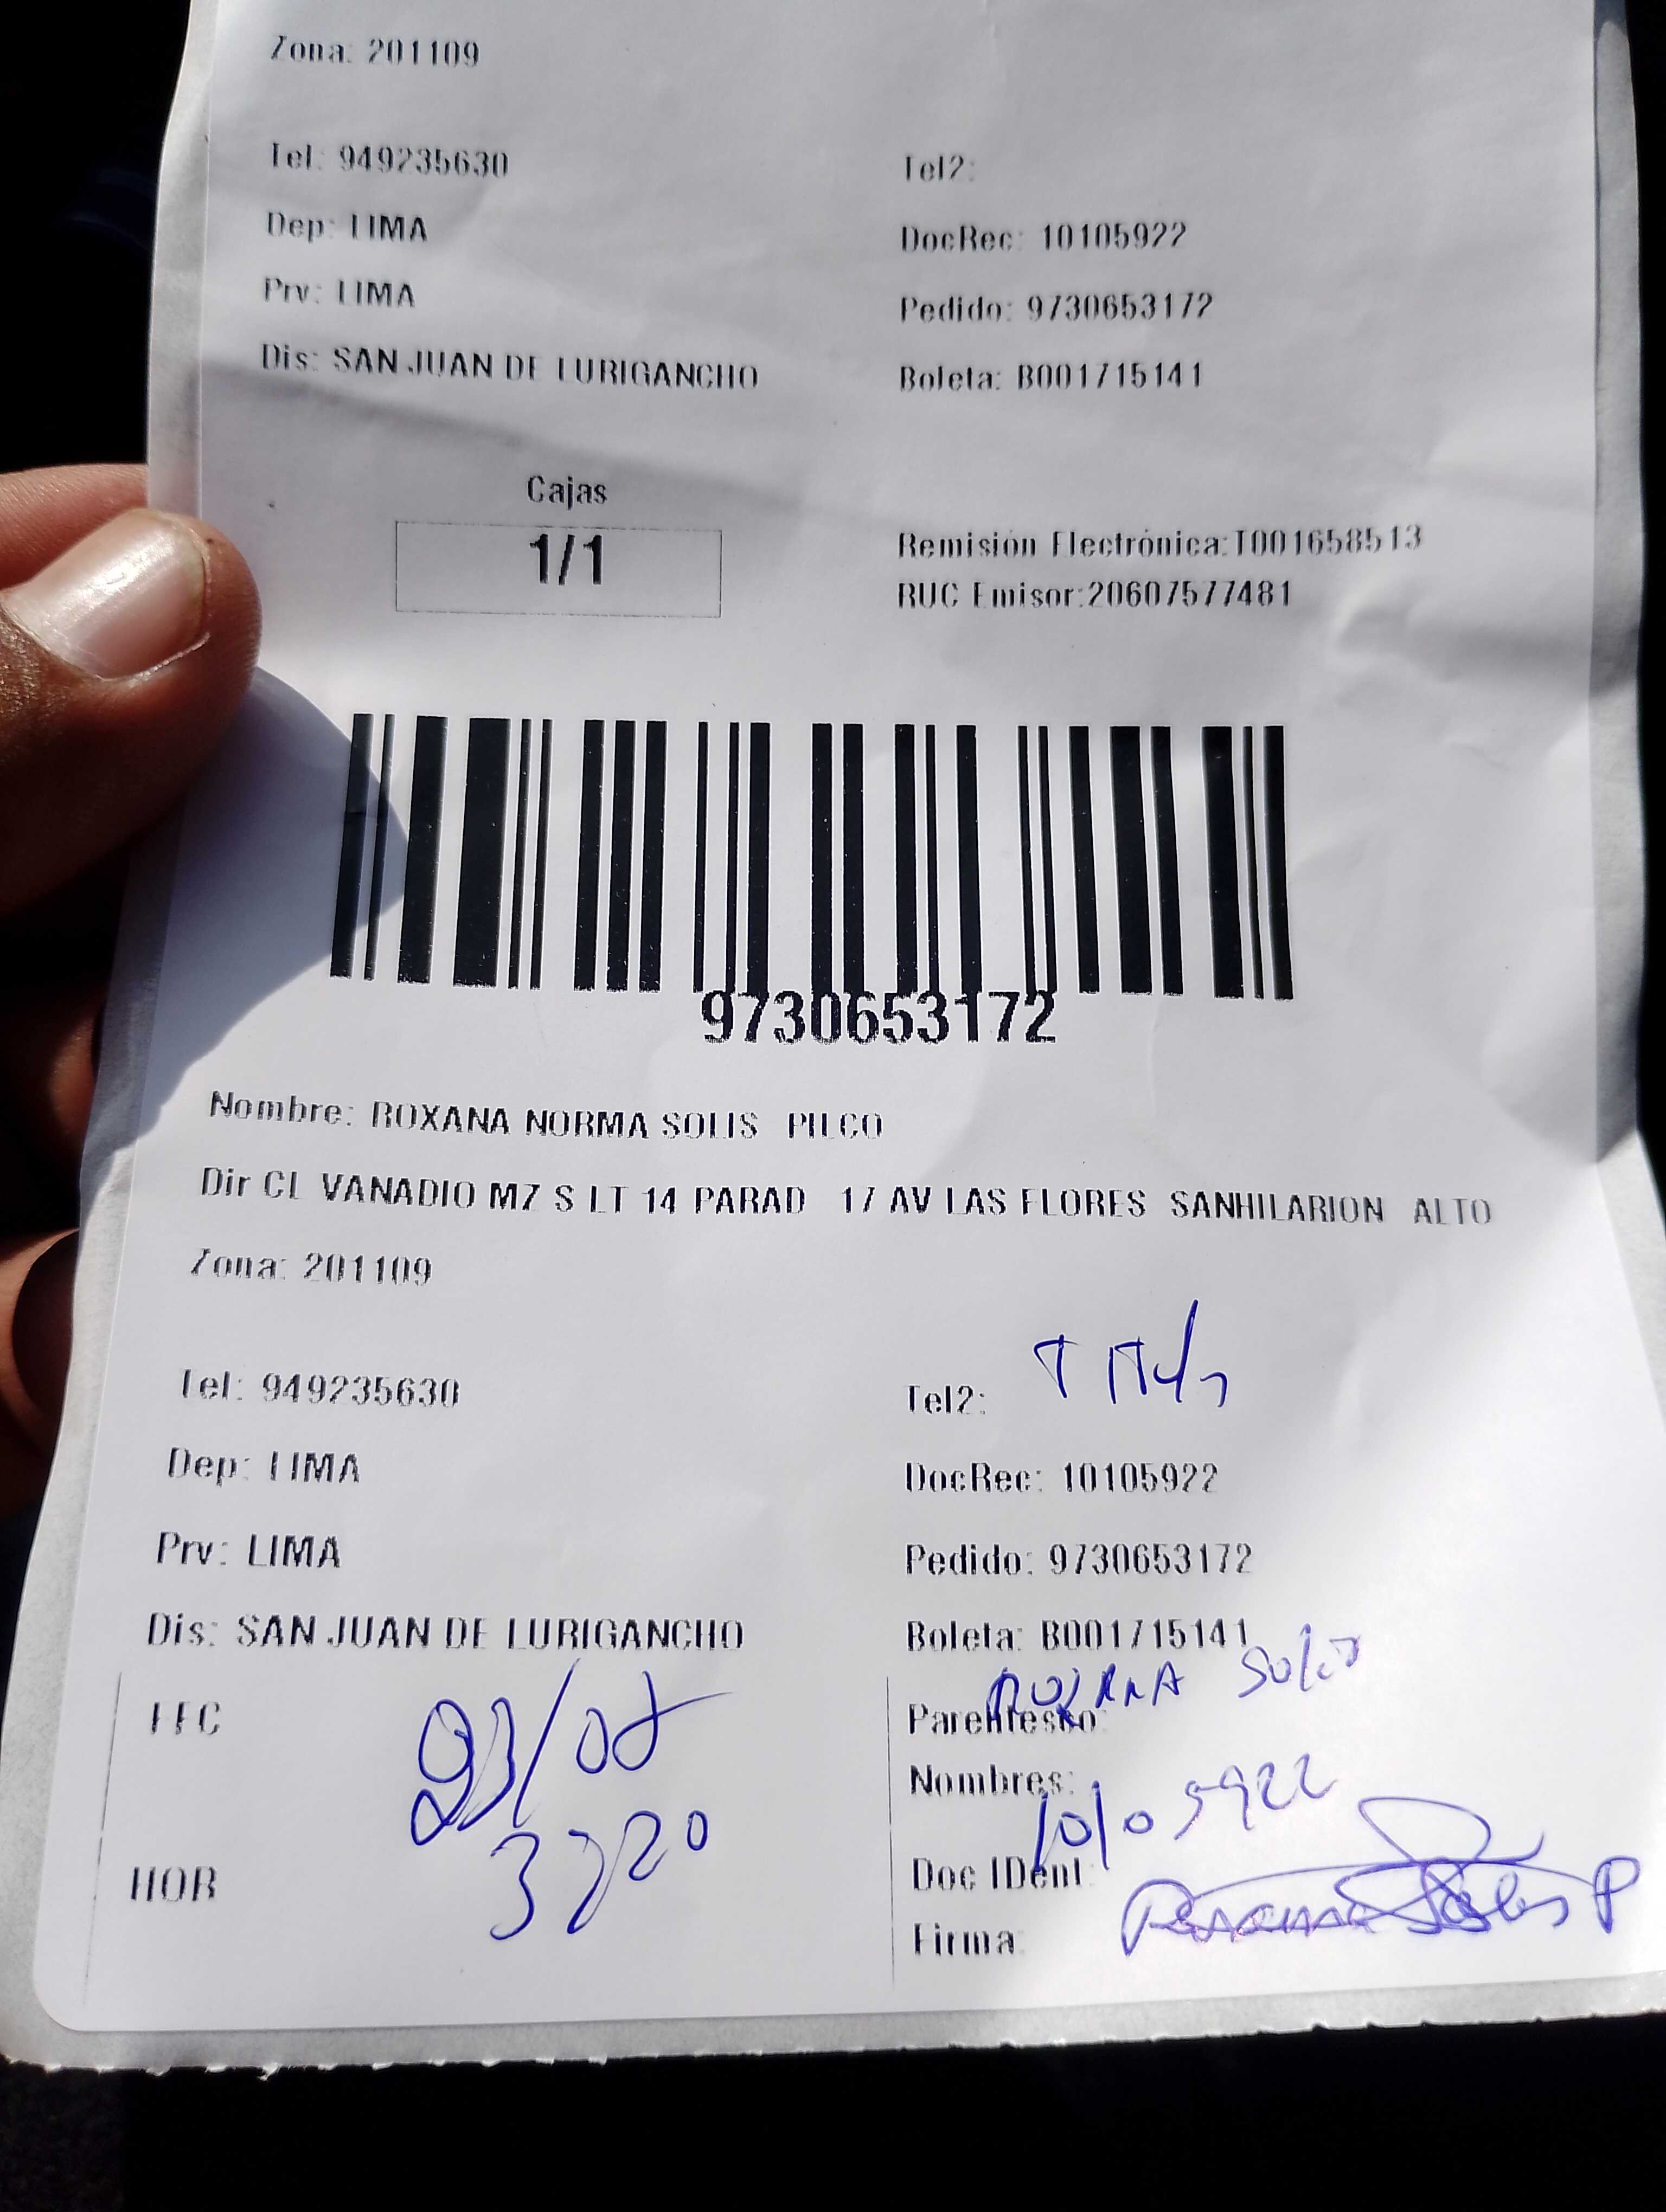 Zona: 201109
Tel: 949235630 Tel2:
Dep: LIMA DocRec: 10105922
Prv: LIMA Pedido: 9730653172
Dis: SAN JUAN DE LURIGANCHO Boleta: B001715141
Cajas
1/1
Remisión Electrónica:T001658513
RUC Emisor:20607577481
9730653172
Nombre: ROXANA NORMA SOLIS PILCO
Dir CL VANADIO MZ S LT 14 PARAD 17 AV LAS FLORES SANHILARION ALTO
Zona: 201109
Tel: 949235630 Tel2:
Dep: LIMA DocRec: 10105922
Prv: LIMA Pedido: 9730653172
Dis: SAN JUAN DE LURIGANCHO Boleta: B001715141
ROXANA SOLIS
FEC Parentesco:
Nombres:
10105922
HOR Doc IDent:
Firma: